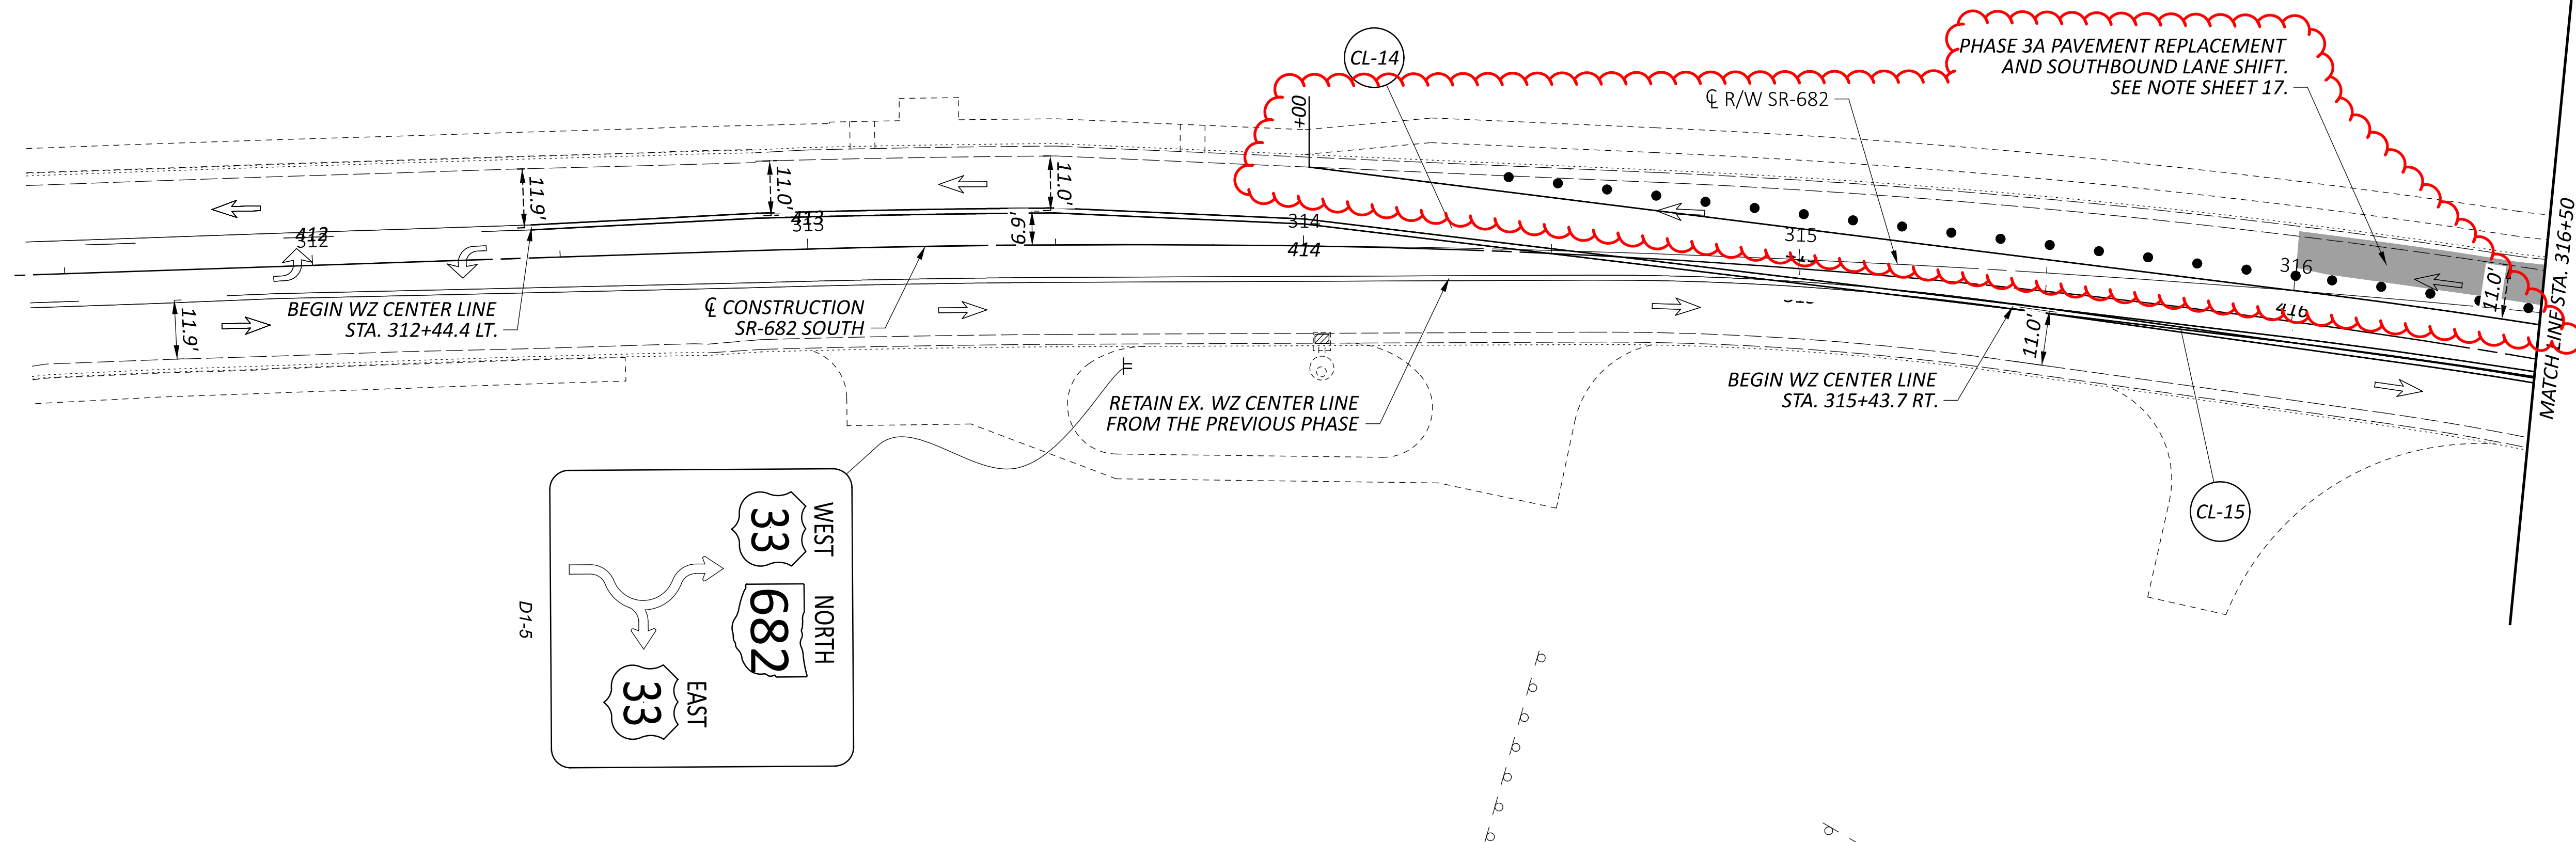 CL-14
PHASE 3A PAVEMENT REPLACEMENT
AND SOUTHBOUND LANE SHIFT.
SEE NOTE SHEET 17.
+00
℄ R/W SR-682
11.9'
11.0'
11.0'
9.9'
412
312
413
313
314
414
315
316
416
11.0'
MATCH LINE STA. 316+50
11.9'
BEGIN WZ CENTER LINE
STA. 312+44.4 LT.
℄ CONSTRUCTION
SR-682 SOUTH
11.0'
BEGIN WZ CENTER LINE
STA. 315+43.7 RT.
RETAIN EX. WZ CENTER LINE
FROM THE PREVIOUS PHASE
CL-15
WEST
33
NORTH
682
EAST
33
D1-5